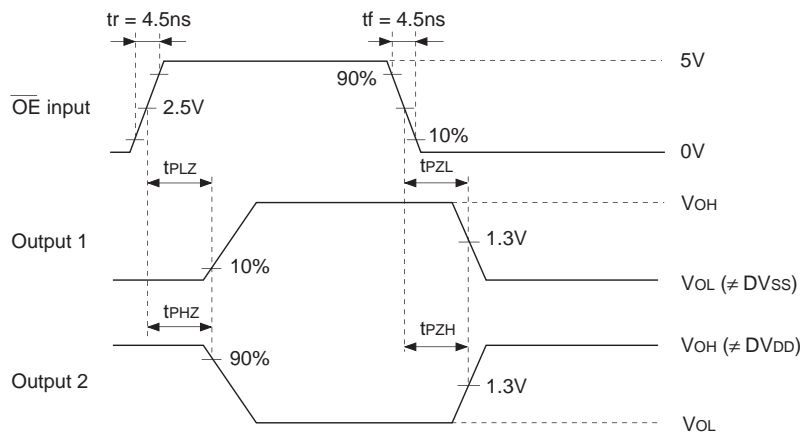 tr = 4.5ns
tf = 4.5ns
5V
90%
OE input
2.5V
10%
0V
tPLZ
tPZL
VOH
Output 1
1.3V
10%
VOL (≠ DVSS)
tPHZ
tPZH
VOH (≠ DVDD)
90%
Output 2
1.3V
VOL